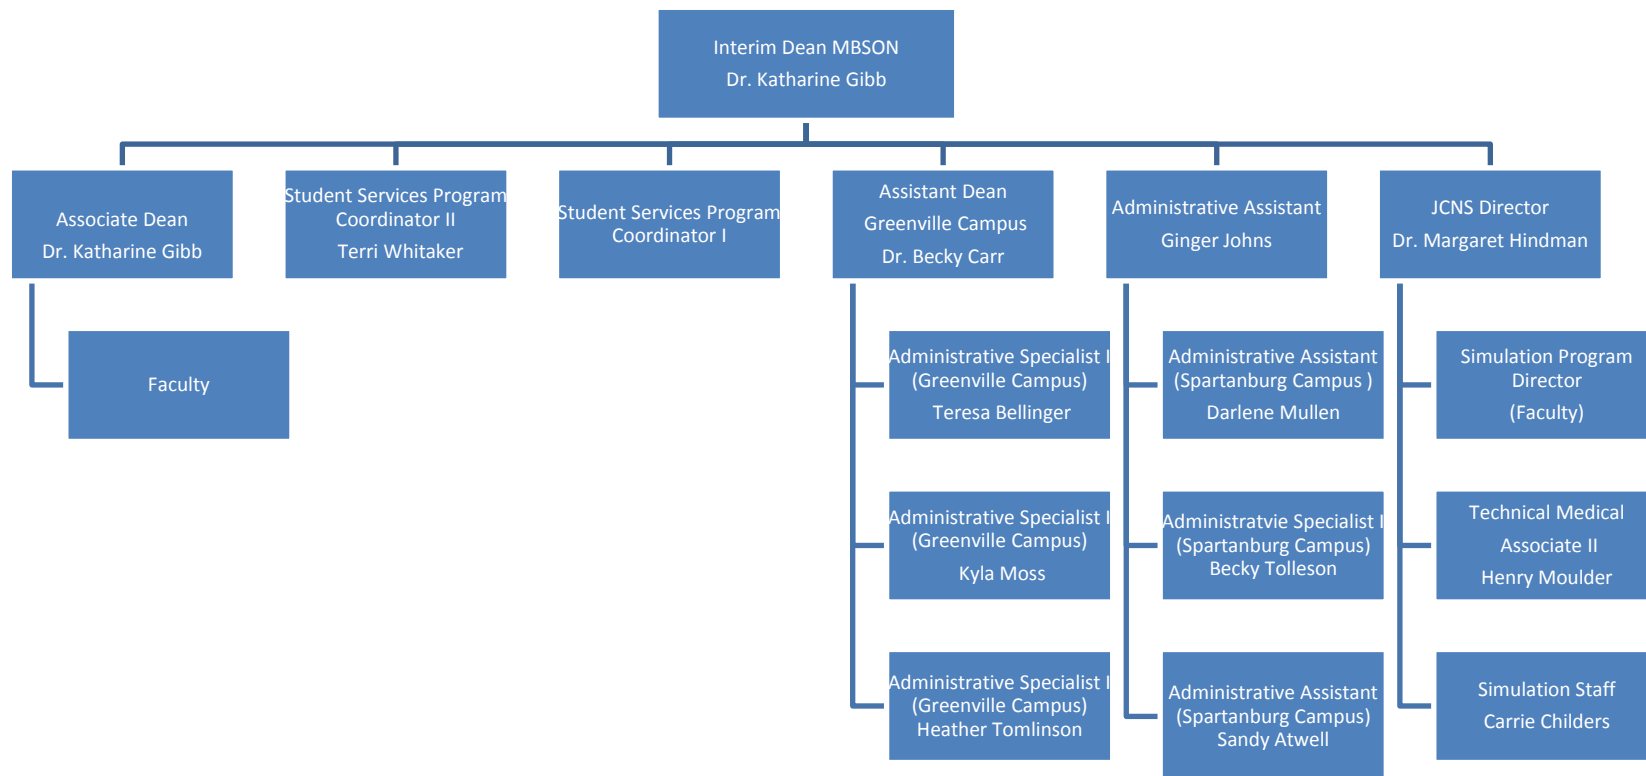 Interim Dean MBSON
Dr. Katharine Gibb
Associate Dean
Dr. Katharine Gibb
Student Services Program
Coordinator II
Terri Whitaker
Student Services Program
Coordinator I
Assistant Dean
Greenville Campus
Dr. Becky Carr
Administrative Assistant
Ginger Johns
JCNS Director
Dr. Margaret Hindman
Faculty
Administrative Specialist I
(Greenville Campus)
Teresa Bellinger
Administrative Assistant
(Spartanburg Campus )
Darlene Mullen
Simulation Program
Director
(Faculty)
Administrative Specialist I
(Greenville Campus)
Kyla Moss
Administratvie Specialist I
(Spartanburg Campus)
Becky Tolleson
Technical Medical
Associate II
Henry Moulder
Administrative Specialist I
(Greenville Campus)
Heather Tomlinson
Administrative Assistant
(Spartanburg Campus)
Sandy Atwell
Simulation Staff
Carrie Childers